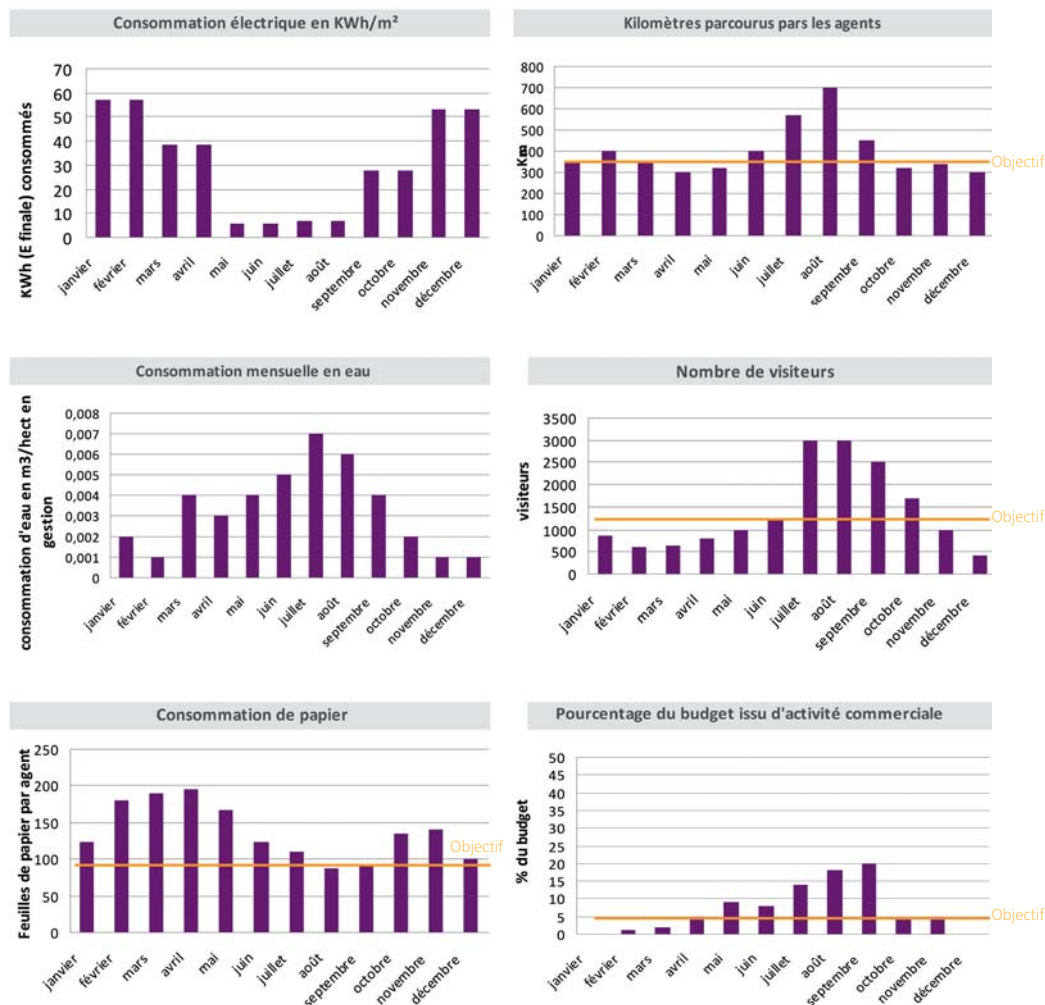 Consommation électrique en KWh/m²
KWh (E finale) consommés
70
60
50
40
30
20
10
0
janvier
février
mars
avril
mai
juin
juillet
août
septembre
octobre
novembre
décembre
Kilomètres parcourus pars les agents
Km
800
700
600
500
400
300
200
100
0
Objectif
janvier
février
mars
avril
mai
juin
juillet
août
septembre
octobre
novembre
décembre
Consommation mensuelle en eau
consommation d'eau en m3/hect en
gestion
0,008
0,007
0,006
0,005
0,004
0,003
0,002
0,001
0
janvier
février
mars
avril
mai
juin
juillet
août
septembre
octobre
novembre
décembre
Nombre de visiteurs
visiteurs
3500
3000
2500
2000
1500
1000
500
0
Objectif
janvier
février
mars
avril
mai
juin
juillet
août
septembre
octobre
novembre
décembre
Consommation de papier
Feuilles de papier par agent
250
200
150
100
50
0
Objectif
janvier
février
mars
avril
mai
juin
juillet
août
septembre
octobre
novembre
décembre
Pourcentage du budget issu d'activité commerciale
% du budget
50
45
40
35
30
25
20
15
10
5
0
Objectif
janvier
février
mars
avril
mai
juin
juillet
août
septembre
octobre
novembre
décembre